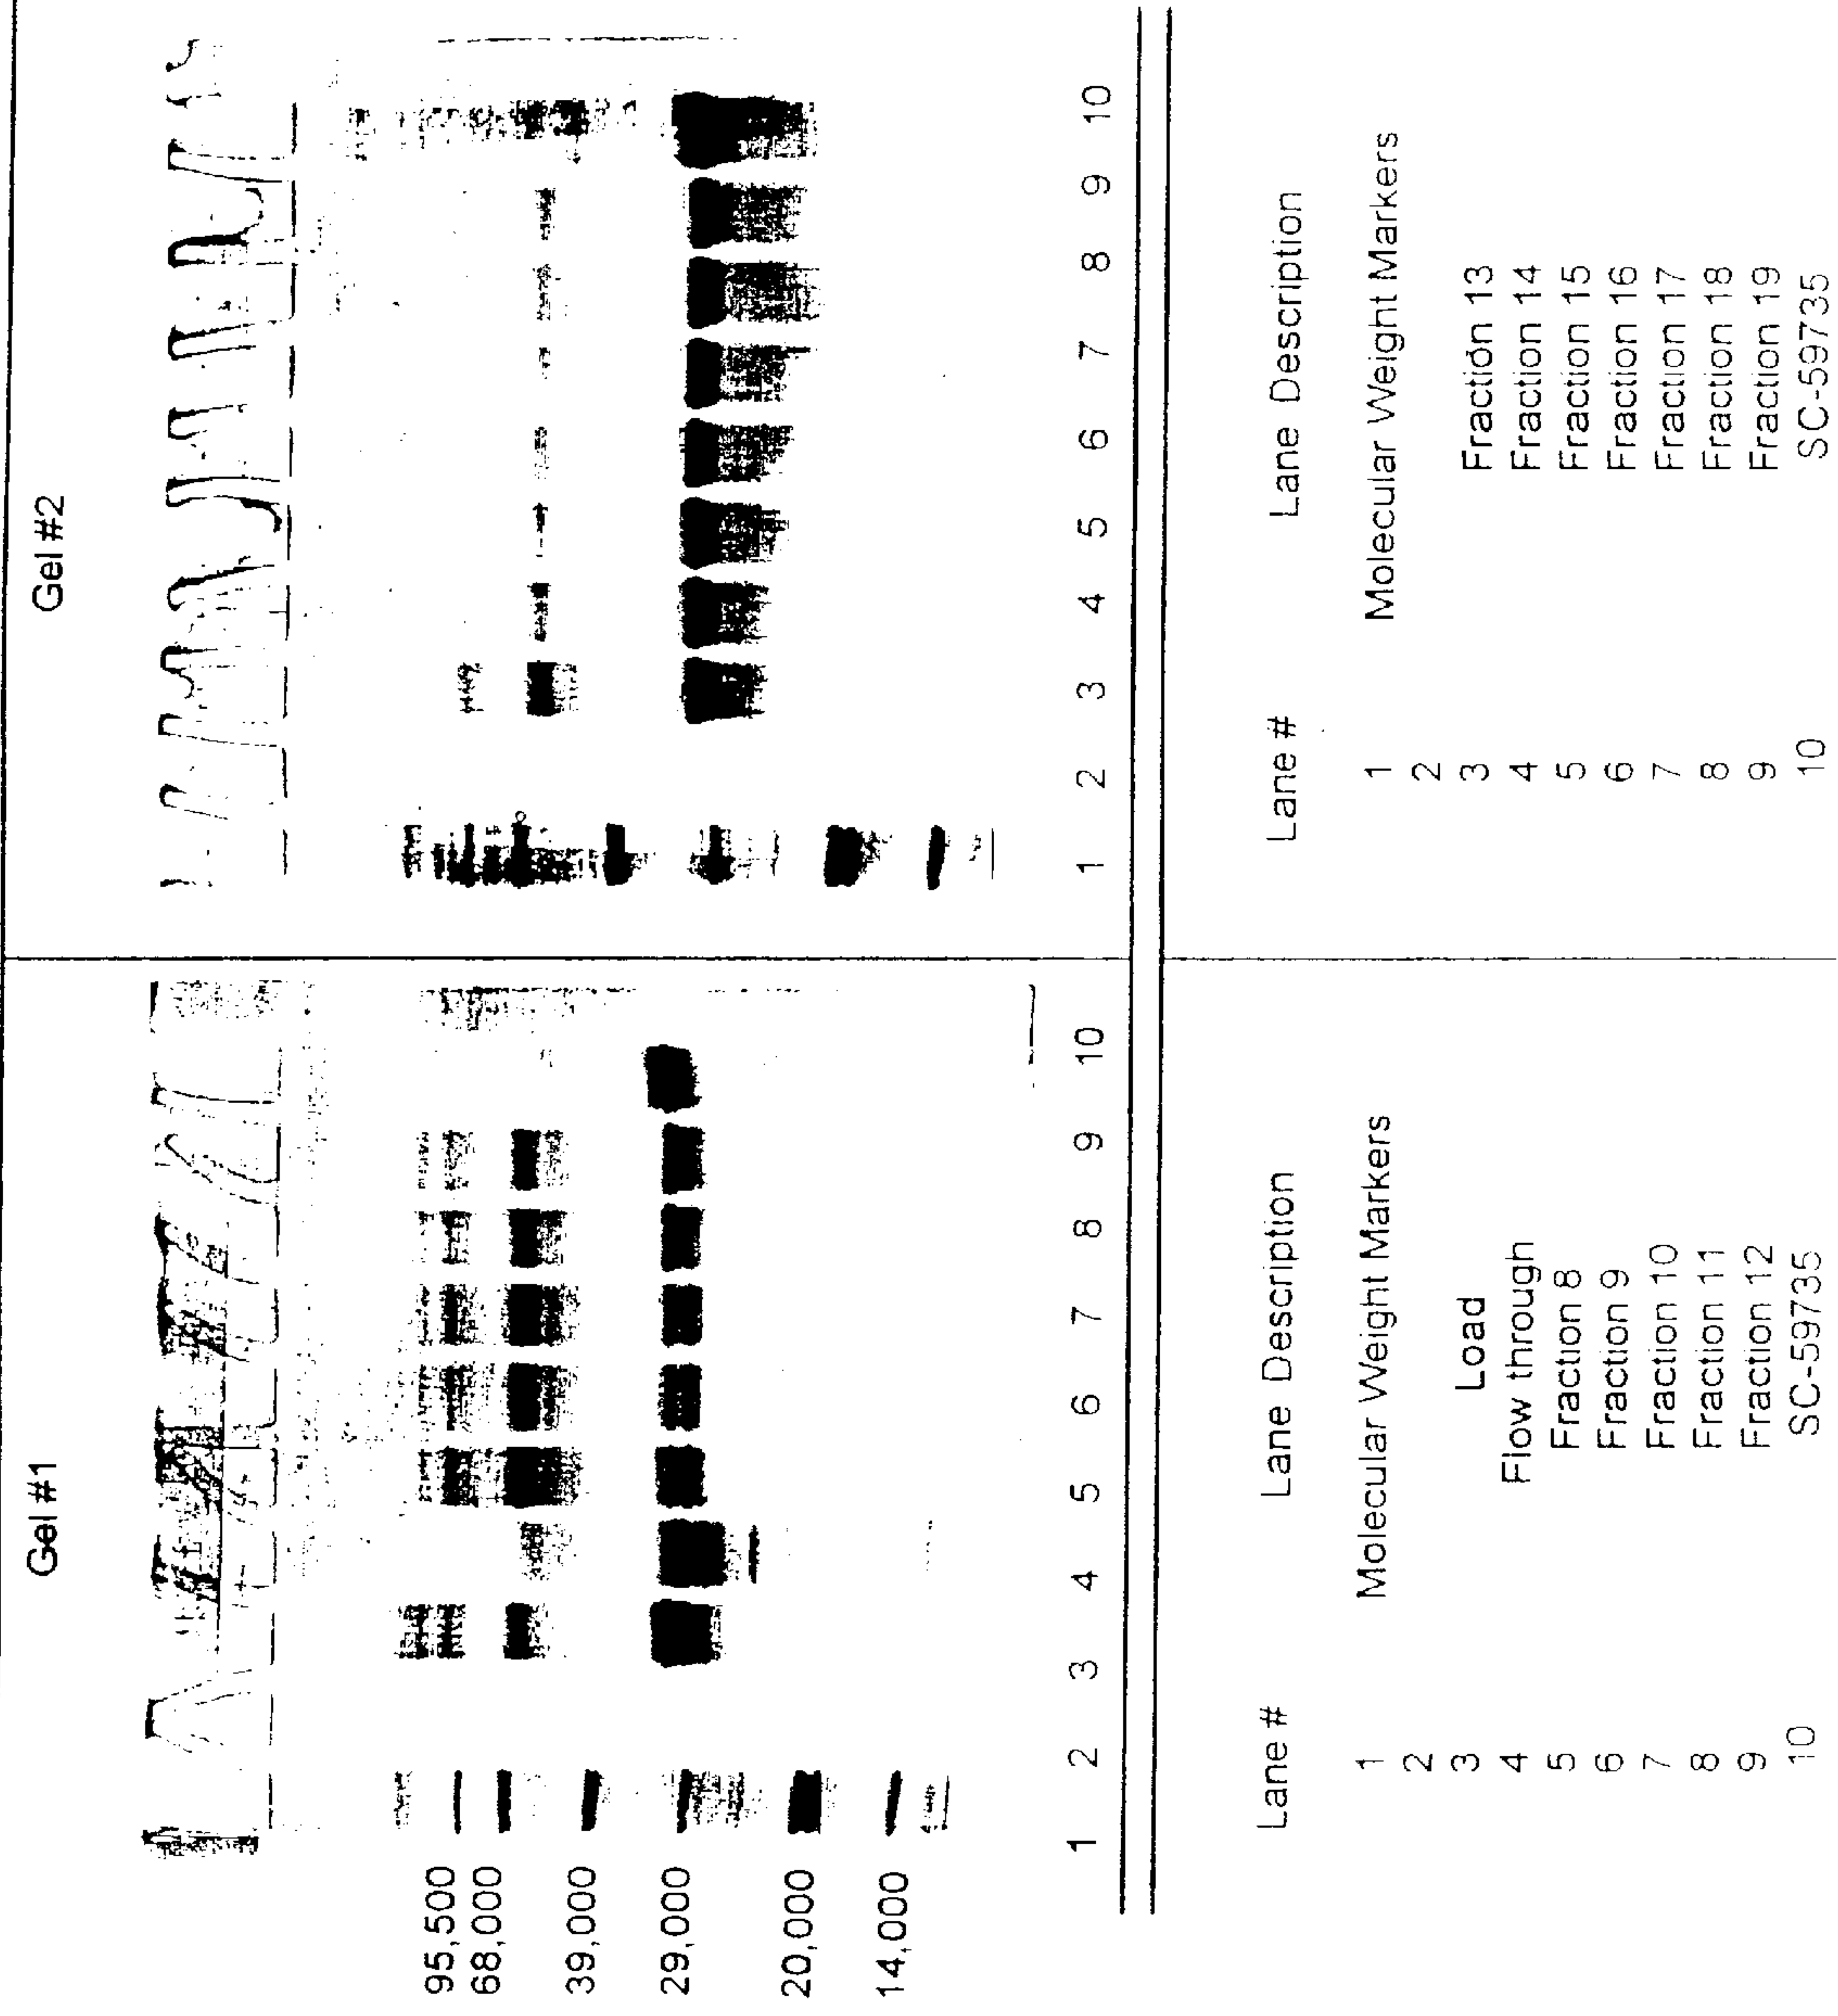 Gel #1
95,500
68,000
39,000
29,000
20,000
14,000
1 2 3 4 5 6 7 8 9 10
Lane # Lane Description
1 Molecular Weight Markers
2
3 Load
4 Flow through
5 Fraction 8
6 Fraction 9
7 Fraction 10
8 Fraction 11
9 Fraction 12
10 SC-59735
Gel #2
1 2 3 4 5 6 7 8 9 10
Lane # Lane Description
1 Molecular Weight Markers
2
3 Fraction 13
4 Fraction 14
5 Fraction 15
6 Fraction 16
7 Fraction 17
8 Fraction 18
9 Fraction 19
10 SC-59735